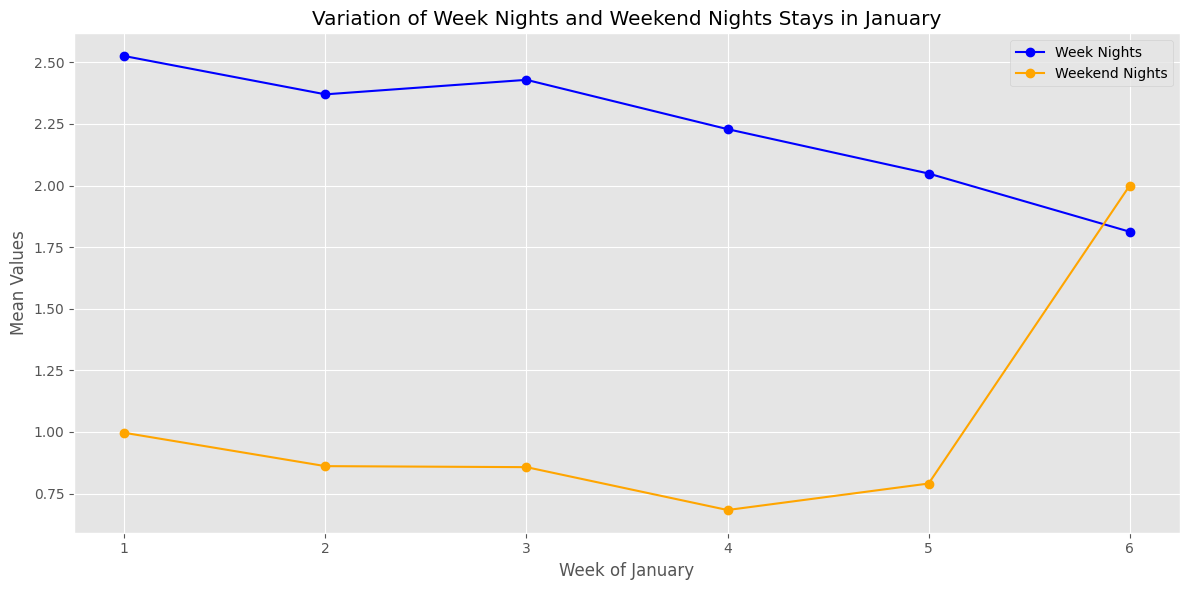 Variation of Week Nights and Weekend Nights Stays in January
Week Nights
Weekend Nights
Mean Values
2.50
2.25
2.00
1.75
1.50
1.25
1.00
0.75
1 2 3 4 5 6
Week of January